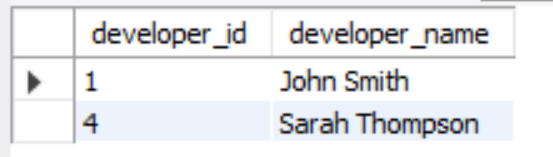 developer_id developer_name
1 John Smith
4 Sarah Thompson